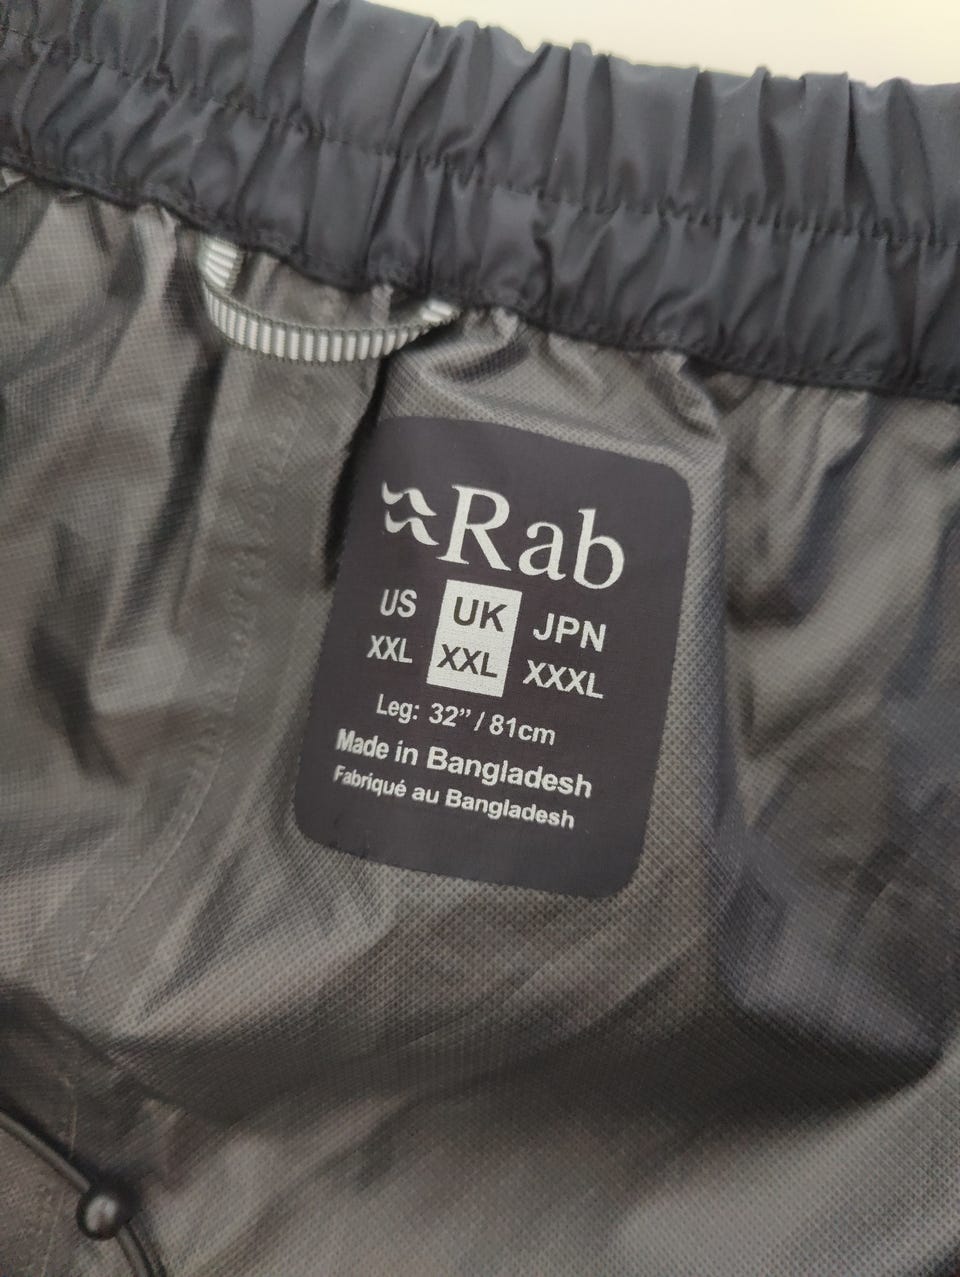 Rab
US UK JPN
XXL XXL XXXL
Leg: 32”/81cm
Made in Bangladesh
Fabriqué au Bangladesh